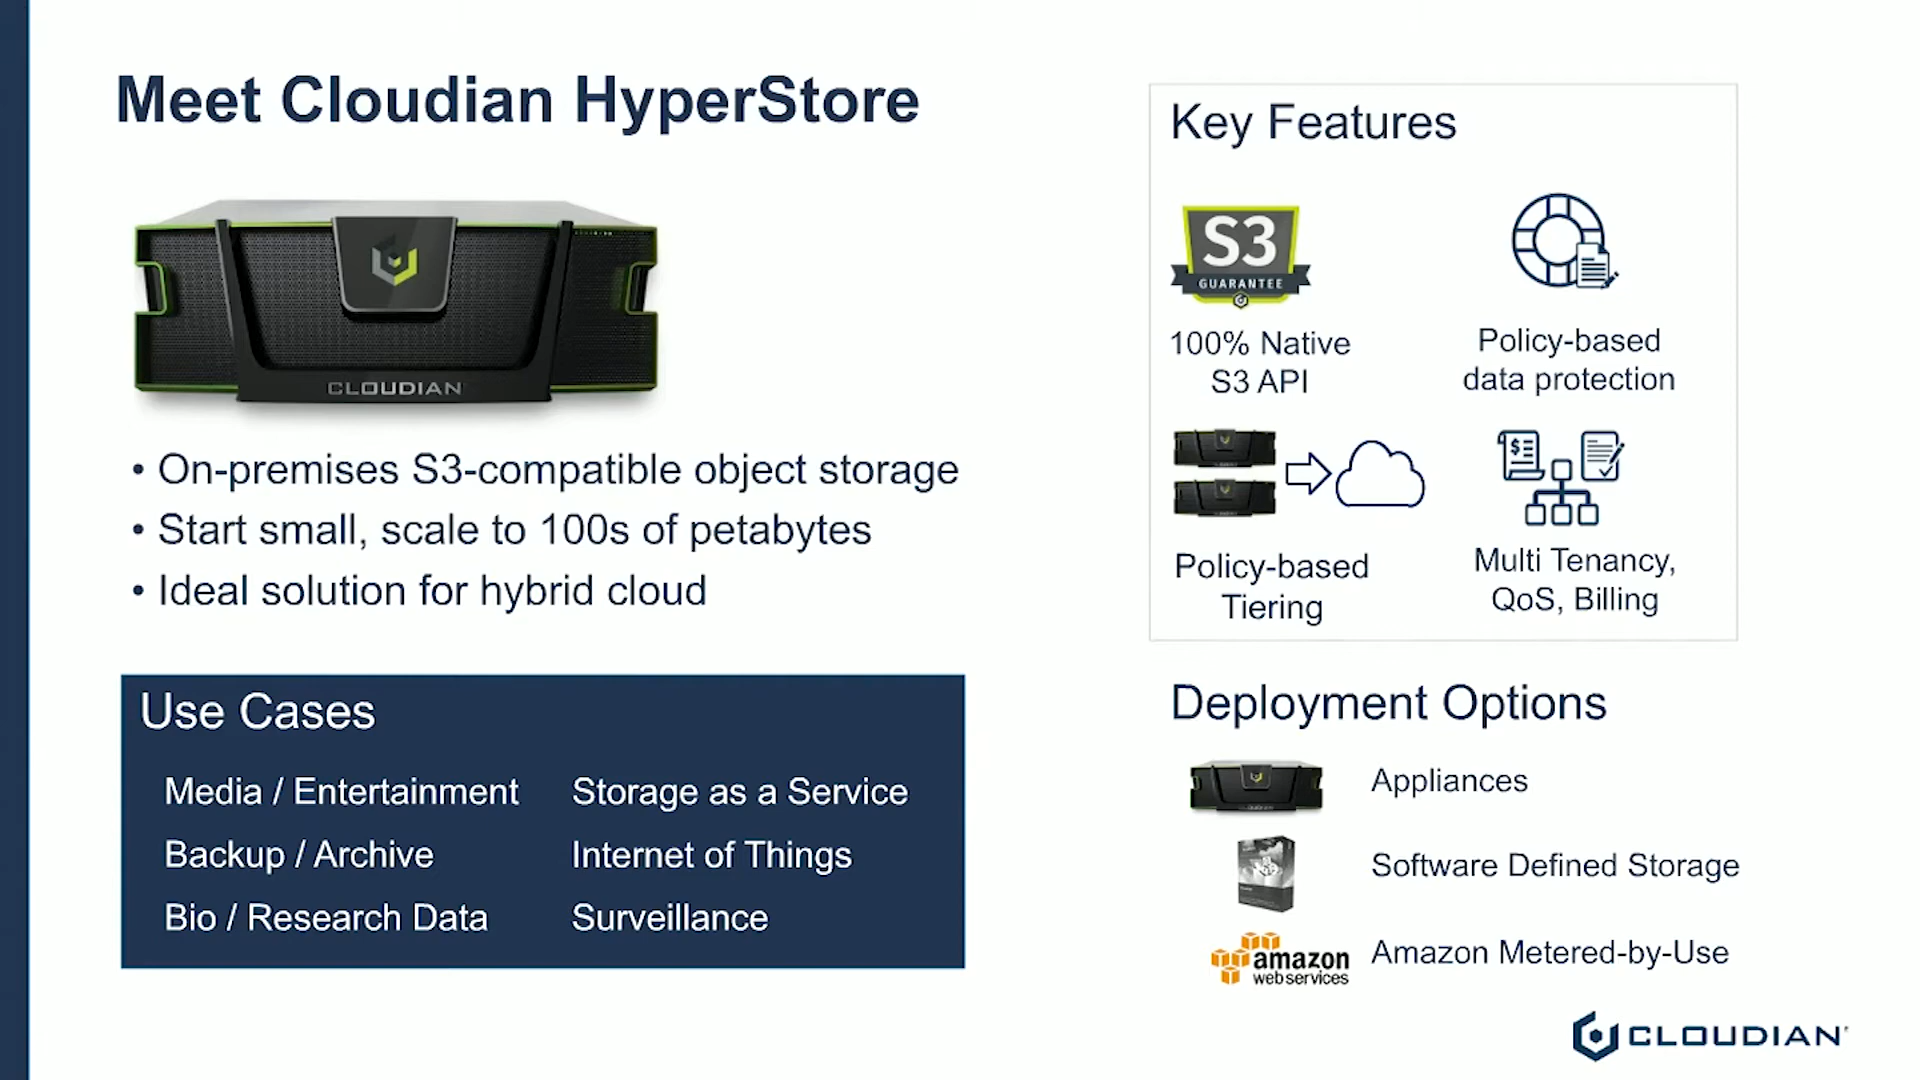 Meet Cloudian HyperStore
CLOUDIAN
• On-premises S3-compatible object storage
• Start small, scale to 100s of petabytes
• Ideal solution for hybrid cloud
Use Cases
Media / Entertainment
Backup / Archive
Bio / Research Data
Storage as a Service
Internet of Things
Surveillance
Key Features
S3
GUARANTEE
100% Native
S3 API
Policy-based
data protection
Policy-based
Tiering
$
Multi Tenancy,
QoS, Billing
Deployment Options
Appliances
Software Defined Storage
amazon
webservices
Amazon Metered-by-Use
CLOUDIAN